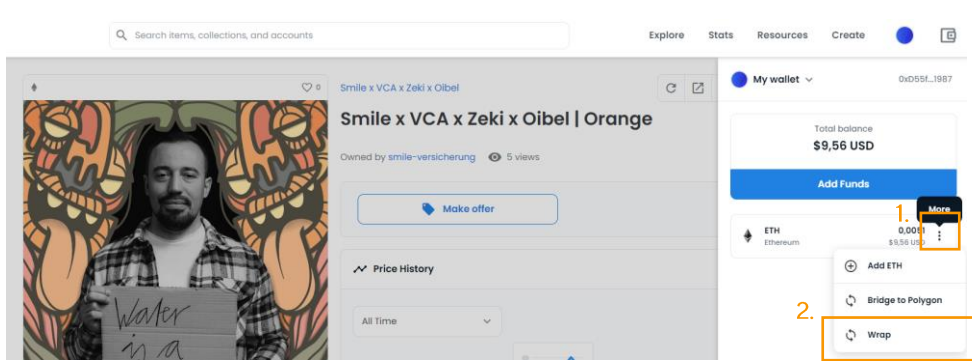 Search items, collections, and accounts
Explore Stats Resources Create
My wallet 0xD55f...1987
0
Smile x VCA x Zeki x Oibel
Smile x VCA x Zeki x Oibel | Orange
Owned by smile-versicherung 5 views
Total balance
$9,56 USD
Add Funds
Make offer
More
1.
ETH 0,0051
Ethereum $9,56 USD
Add ETH
Price History
Bridge to Polygon
2.
All Time
Wrap
Water
is a